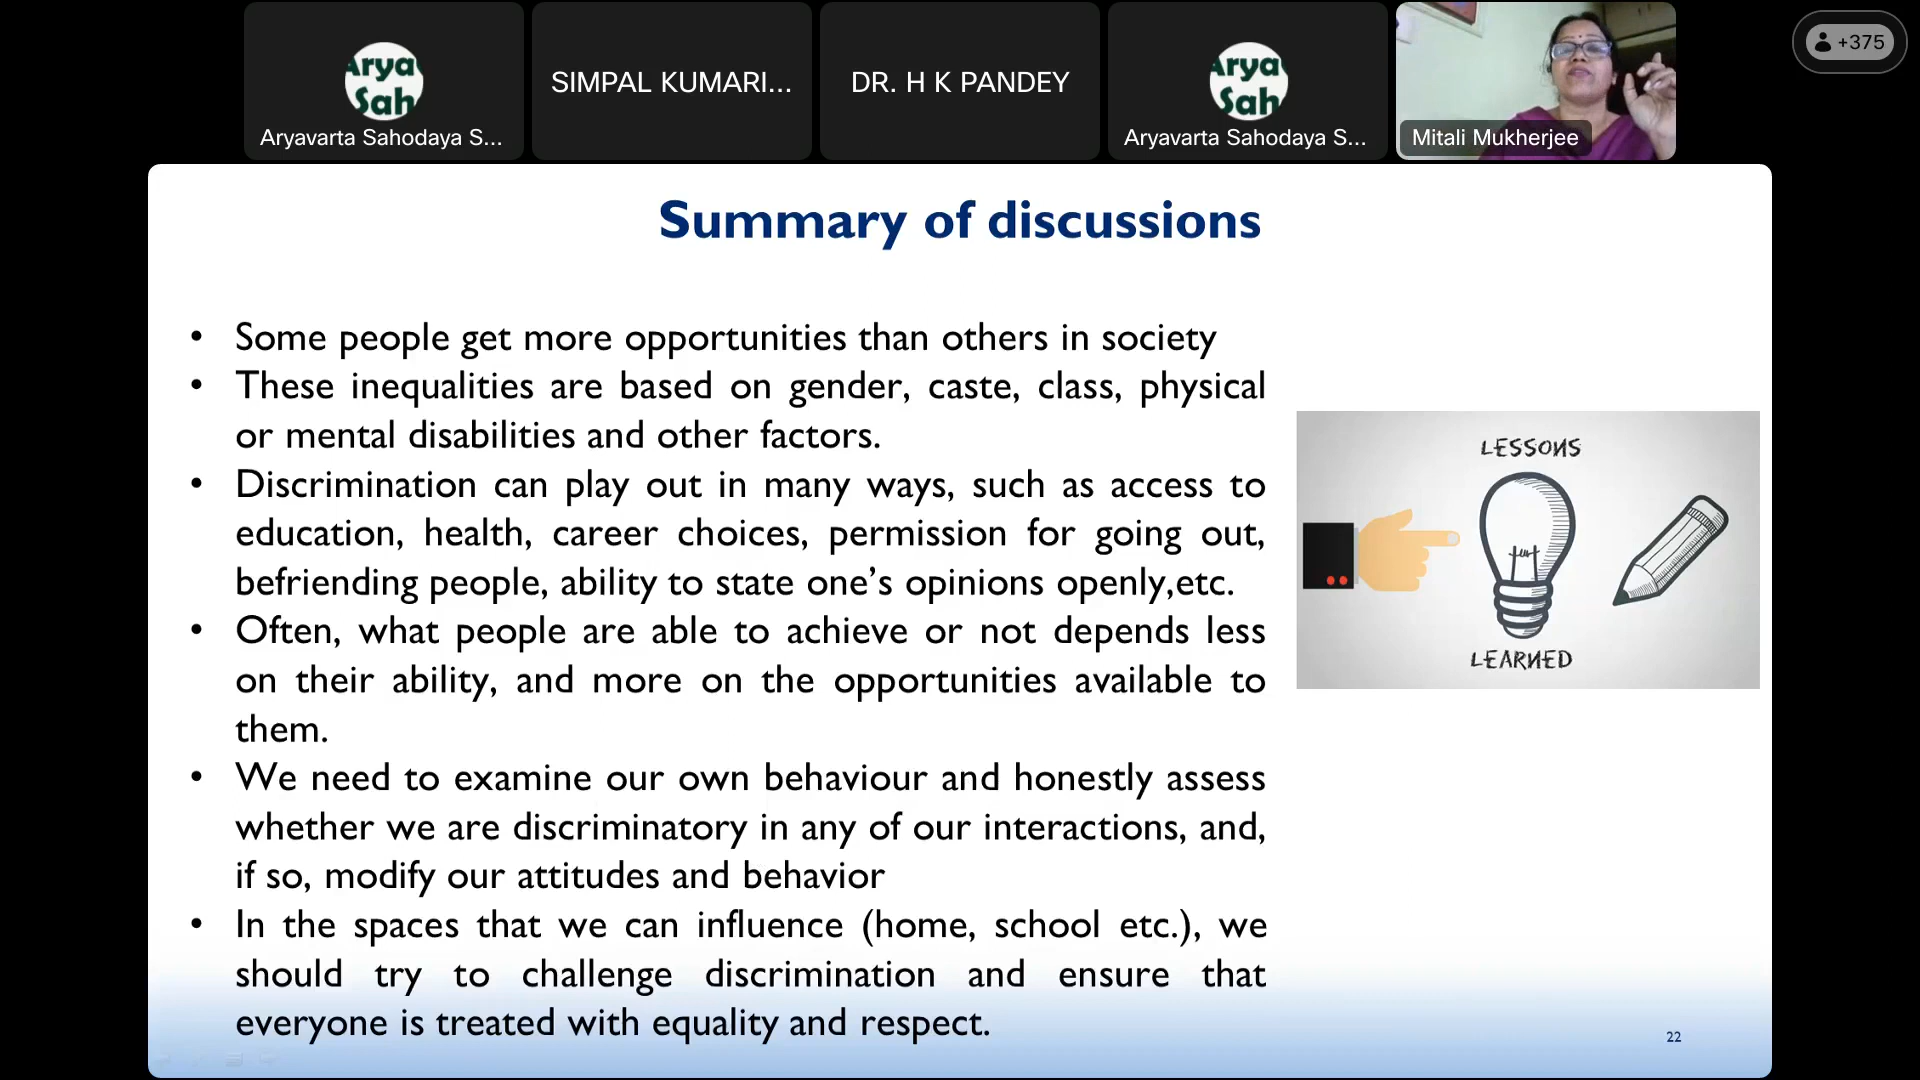 Arya
Sah
Aryavarta Sahodaya S...
SIMPAL KUMARI...
DR. H K PANDEY
Arya
Sah
Aryavarta Sahodaya S...
Mitali Mukherjee
+375
Summary of discussions
• Some people get more opportunities than others in society
• These inequalities are based on gender, caste, class, physical
or mental disabilities and other factors.
• Discrimination can play out in many ways, such as access to
education, health, career choices, permission for going out,
befriending people, ability to state one’s opinions openly,etc.
• Often, what people are able to achieve or not depends less
on their ability, and more on the opportunities available to
them.
• We need to examine our own behaviour and honestly assess
whether we are discriminatory in any of our interactions, and,
if so, modify our attitudes and behavior
• In the spaces that we can influence (home, school etc.), we
should try to challenge discrimination and ensure that
everyone is treated with equality and respect.
LESSONS
LEARNED
22